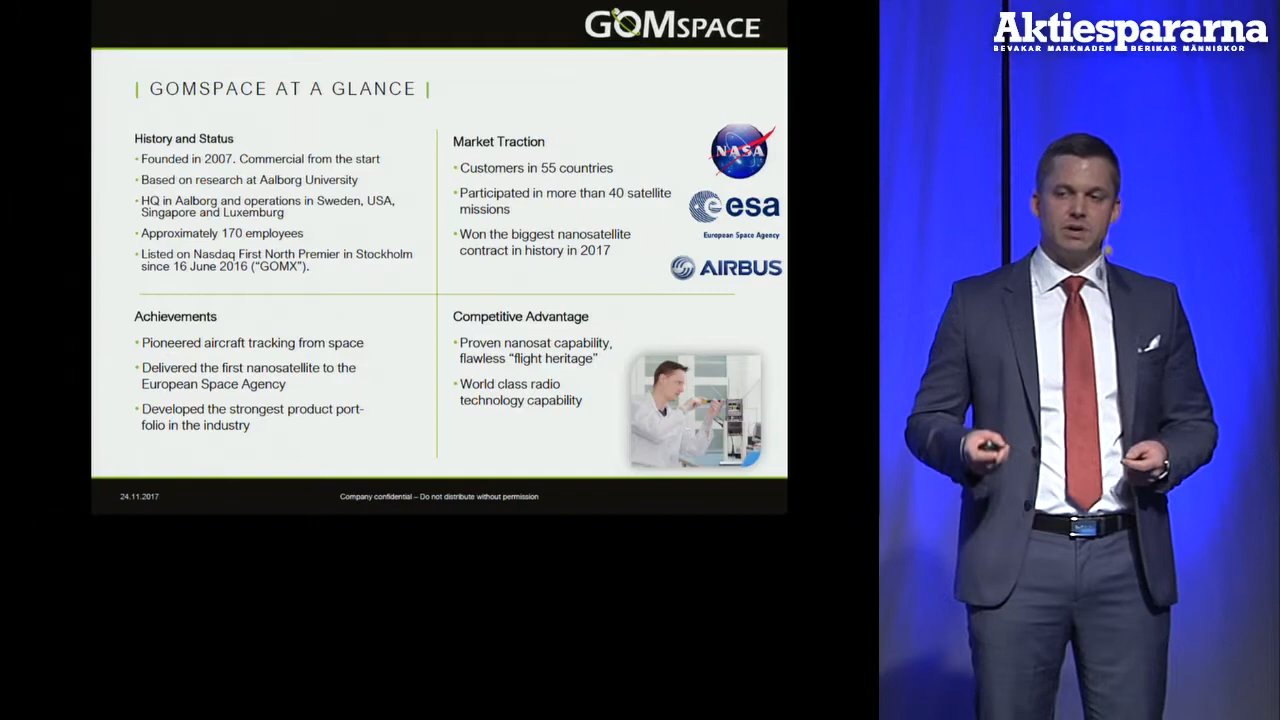 GOMSPACE
Aktiespararna
BEVAKAR MARKNADEN BERIKAR MÄNNISKOR
| GOMSPACE AT A GLANCE |
History and Status
• Founded in 2007. Commercial from the start
• Based on research at Aalborg University
• HQ in Aalborg and operations in Sweden, USA,
Singapore and Luxemburg
• Approximately 170 employees
• Listed on Nasdaq First North Premier in Stockholm
since 16 June 2016 ("GOMX").
Market Traction
• Customers in 55 countries
• Participated in more than 40 satellite
missions
• Won the biggest nanosatellite
contract in history in 2017
NASA
esa
European Space Agency
AIRBUS
Achievements
• Pioneered aircraft tracking from space
• Delivered the first nanosatellite to the
European Space Agency
• Developed the strongest product port-
folio in the industry
Competitive Advantage
• Proven nanosat capability,
flawless "flight heritage"
• World class radio
technology capability
24.11.2017
Company confidential – Do not distribute without permission